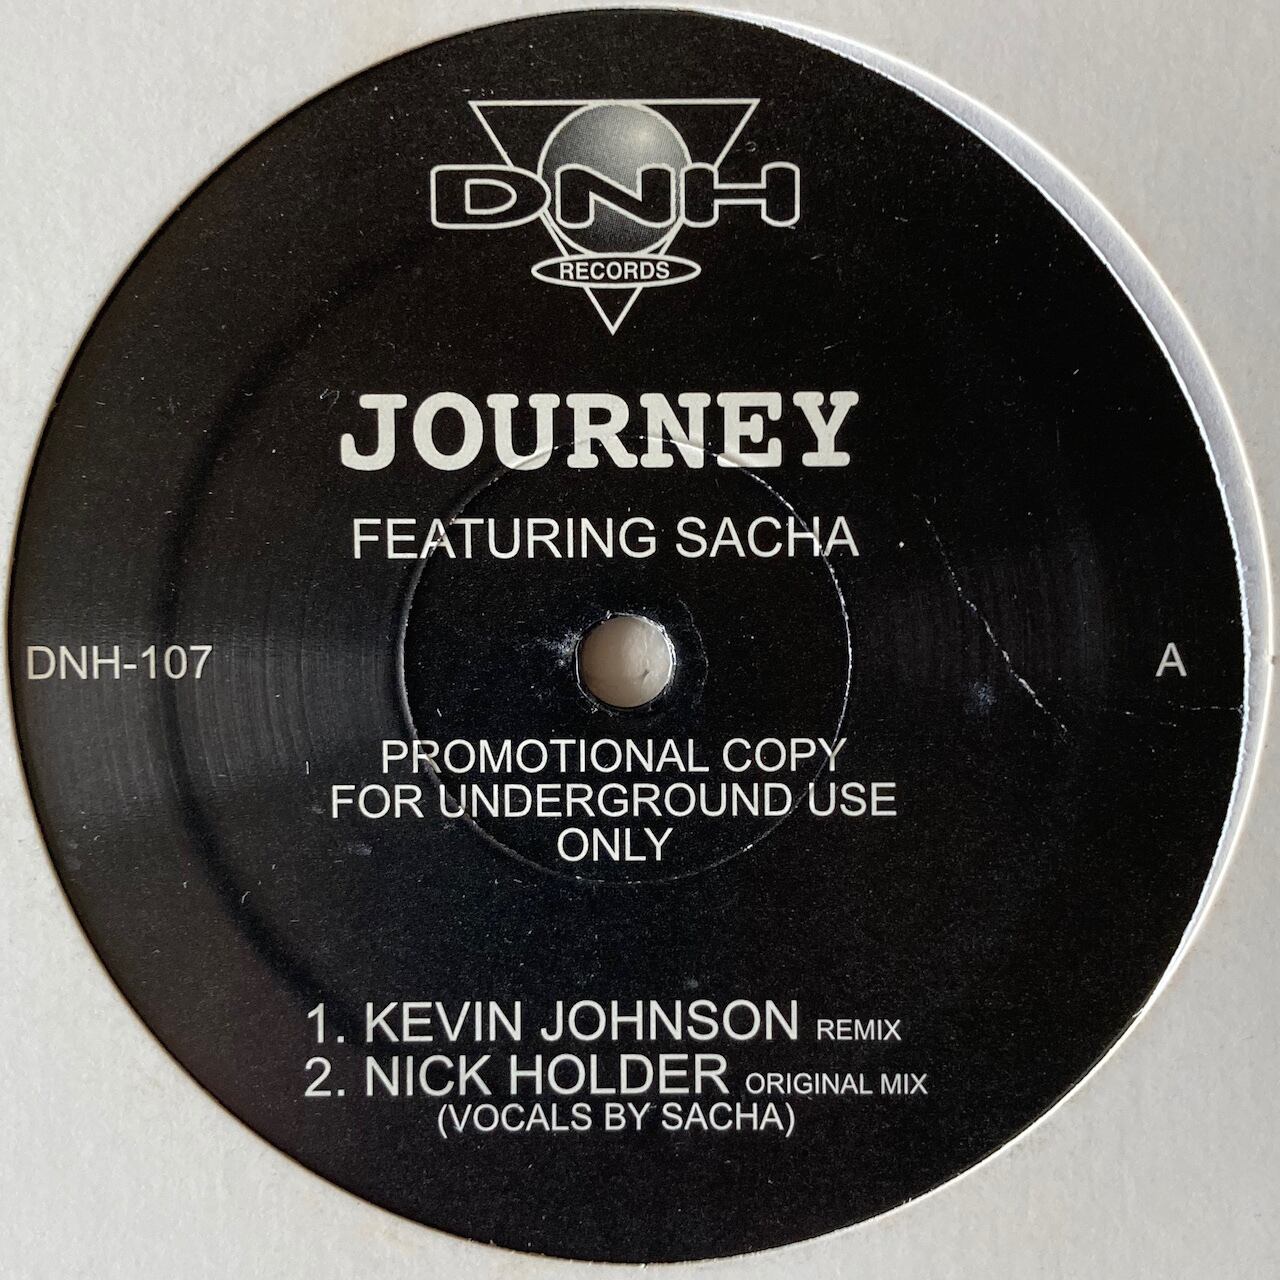 DNH
RECORDS
JOURNEY
FEATURING SACHA
DNH-107
A
PROMOTIONAL COPY
FOR UNDERGROUND USE
ONLY
1. KEVIN JOHNSON REMIX
2. NICK HOLDER ORIGINAL MIX
(VOCALS BY SACHA)